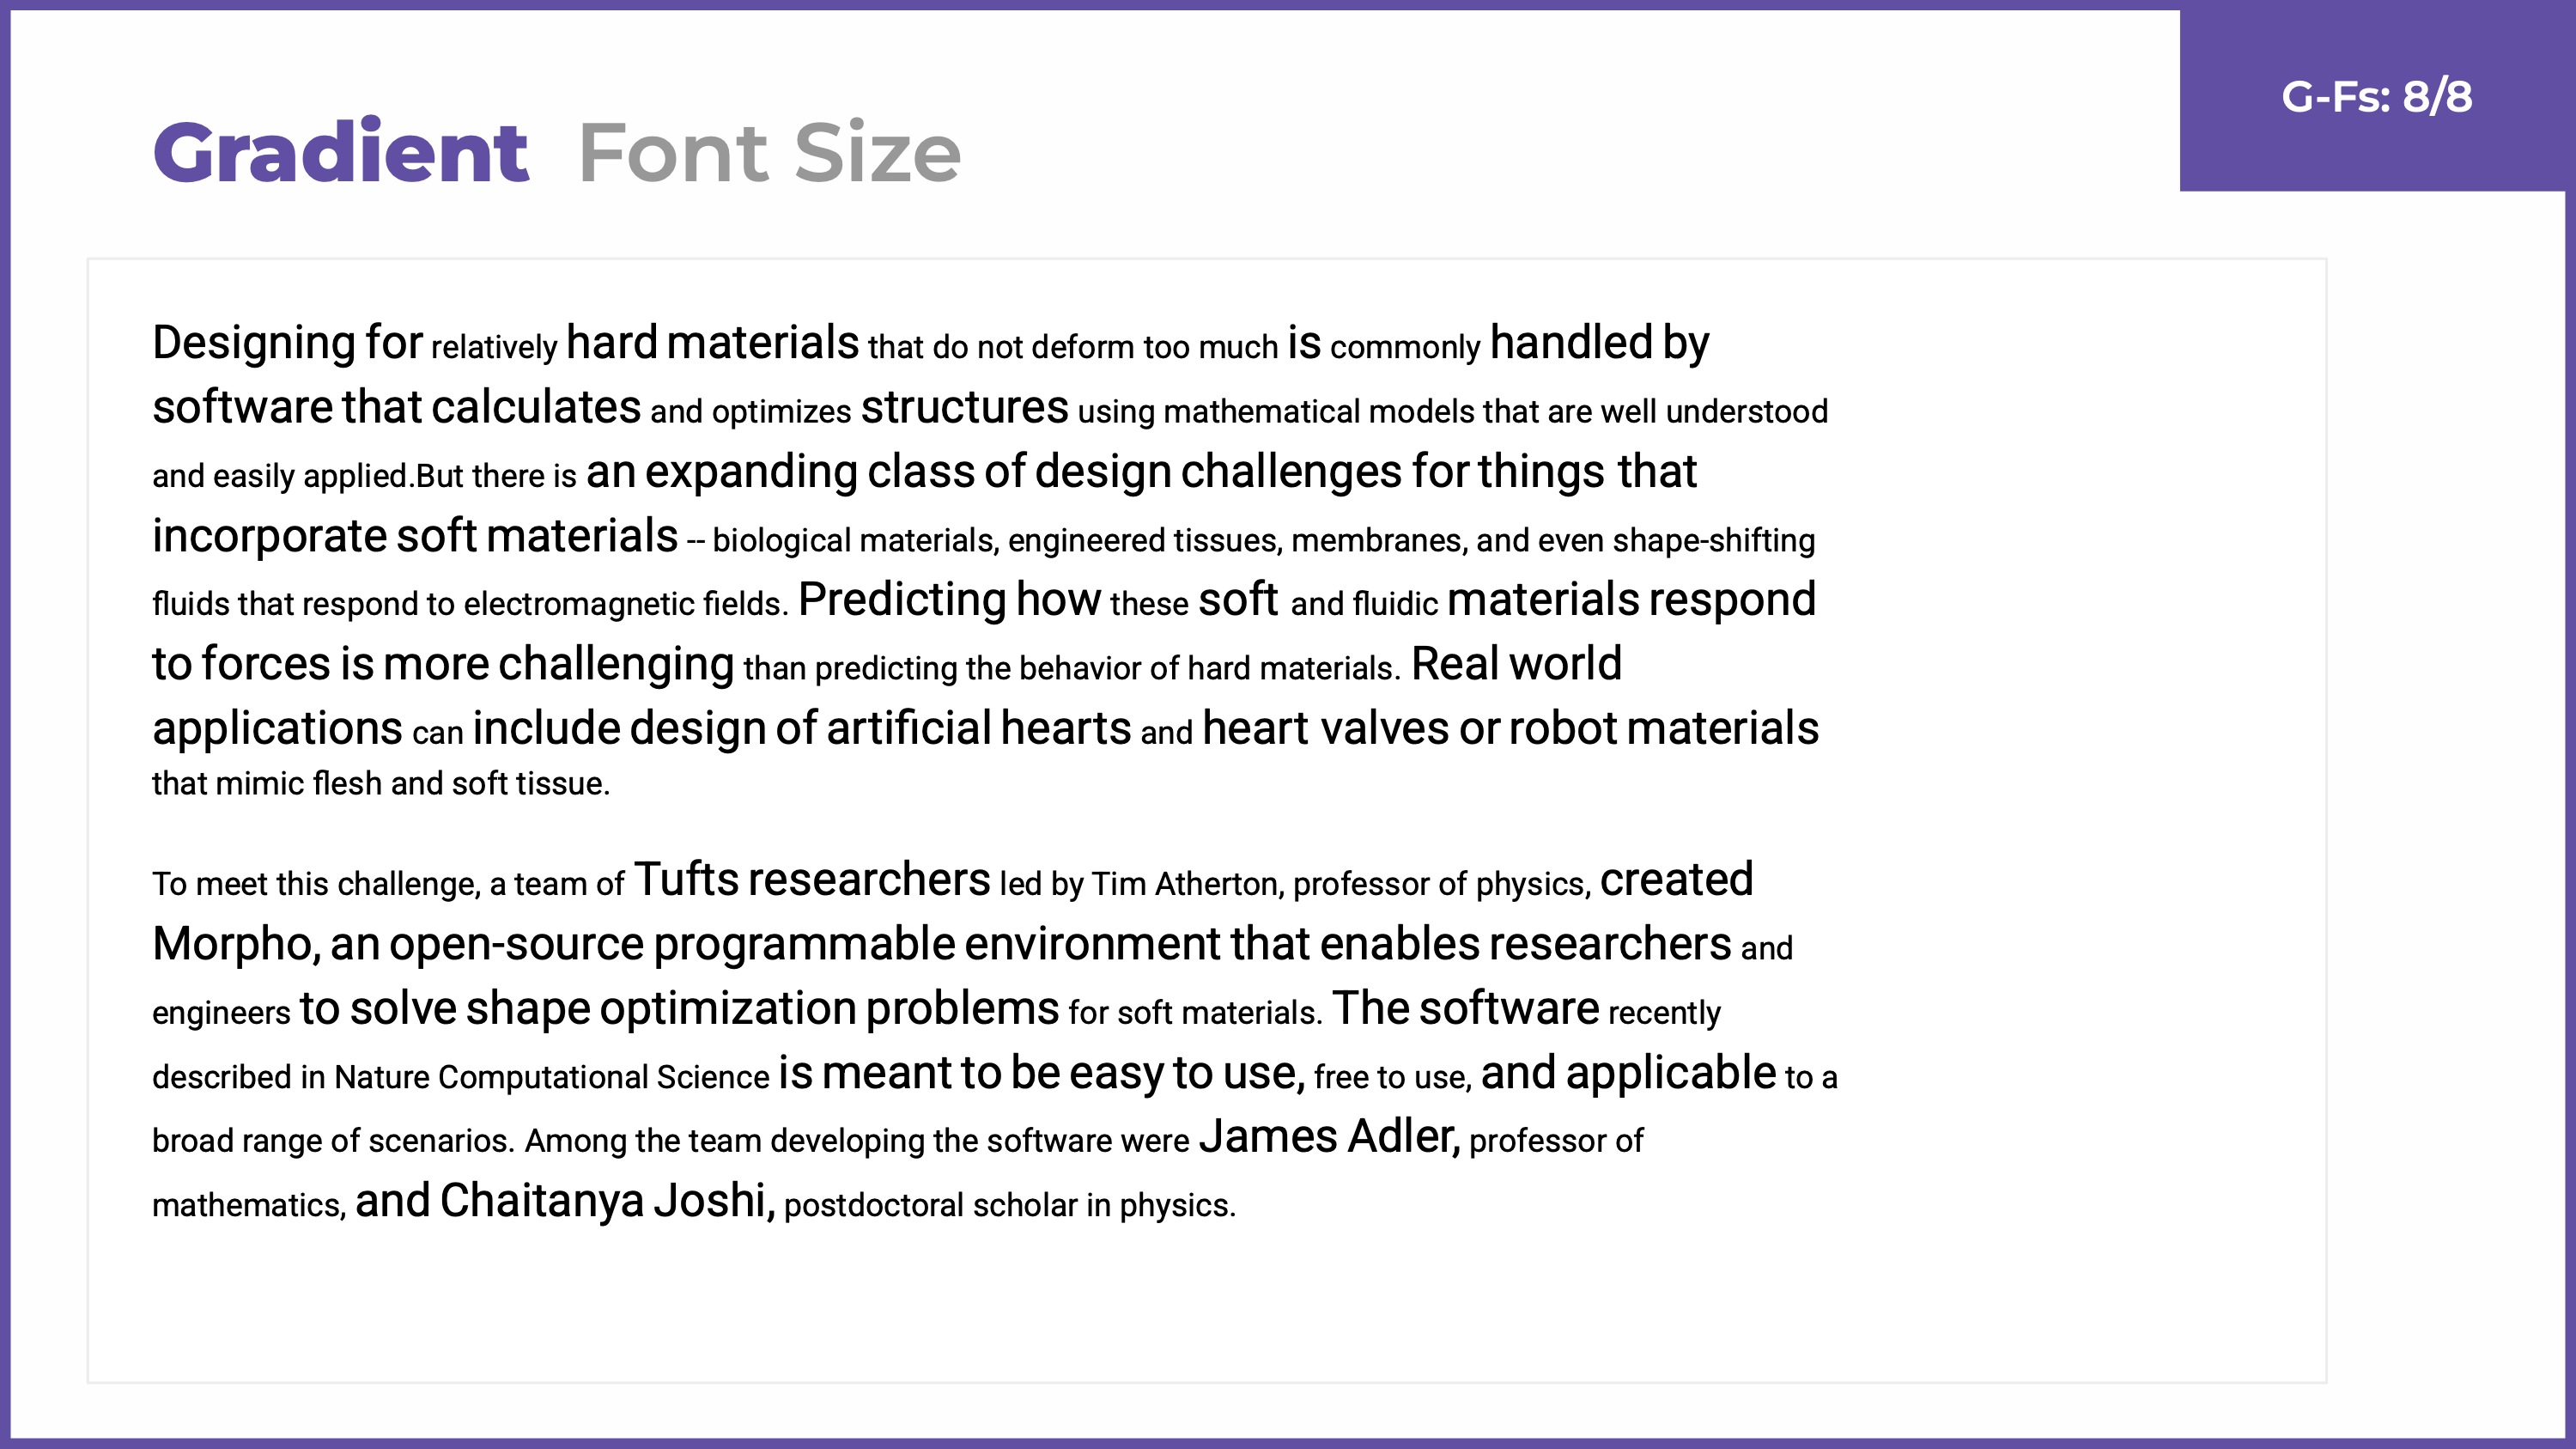 G-Fs: 8/8
Gradient Font Size
Designing for relatively hard materials that do not deform too much is commonly handled by
software that calculates and optimizes structures using mathematical models that are well understood
and easily applied.But there is an expanding class of design challenges for things that
incorporate soft materials -- biological materials, engineered tissues, membranes, and even shape-shifting
fluids that respond to electromagnetic fields. Predicting how these soft and fluidic materials respond
to forces is more challenging than predicting the behavior of hard materials. Real world
applications can include design of artificial hearts and heart valves or robot materials
that mimic flesh and soft tissue.
To meet this challenge, a team of Tufts researchers led by Tim Atherton, professor of physics, created
Morpho, an open-source programmable environment that enables researchers and
engineers to solve shape optimization problems for soft materials. The software recently
described in Nature Computational Science is meant to be easy to use, free to use, and applicable to a
broad range of scenarios. Among the team developing the software were James Adler, professor of
mathematics, and Chaitanya Joshi, postdoctoral scholar in physics.